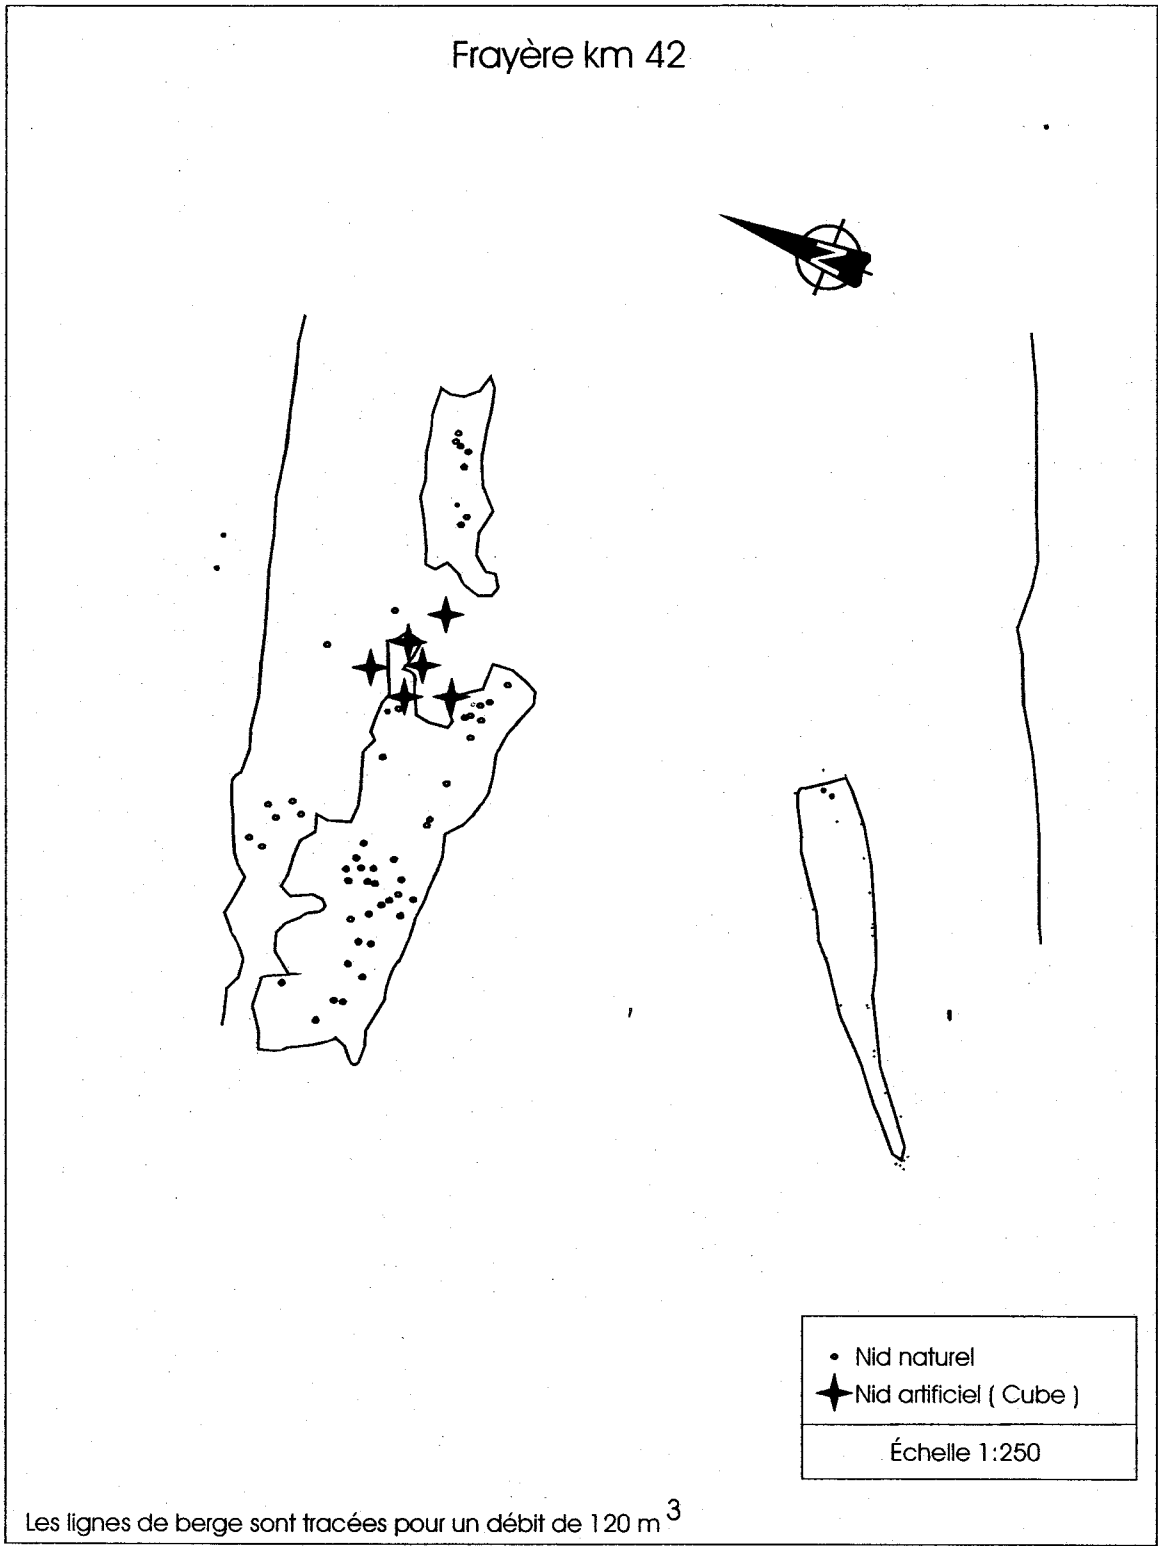 Frayère km 42
N
Nid naturel
Nid artificiel ( Cube )
Échelle 1:250
Les lignes de berge sont tracées pour un débit de 120 m³